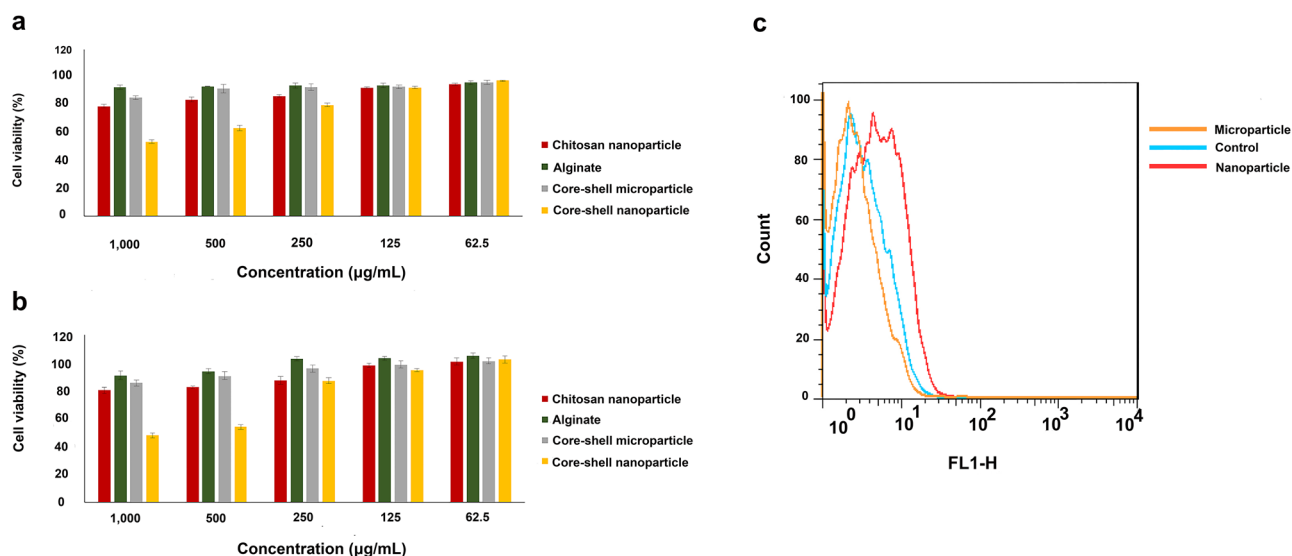 a
Cell viability (%)
120
100
80
60
40
80
20
0
1,000
500
250
125
62.5
Concentration (µg/mL)
Chitosan nanoparticle
Alginate
Core-shell microparticle
Core-shell nanoparticle
b
Cell viability (%)
120
100
80
60
40
80
20
0
1,000
500
250
125
62.5
Concentration (µg/mL)
Chitosan nanoparticle
Alginate
Core-shell microparticle
Core-shell nanoparticle
c
Count
100
80
60
40
20
0
10⁰
10¹
10²
10³
10⁴
FL1-H
Microparticle
Control
Nanoparticle